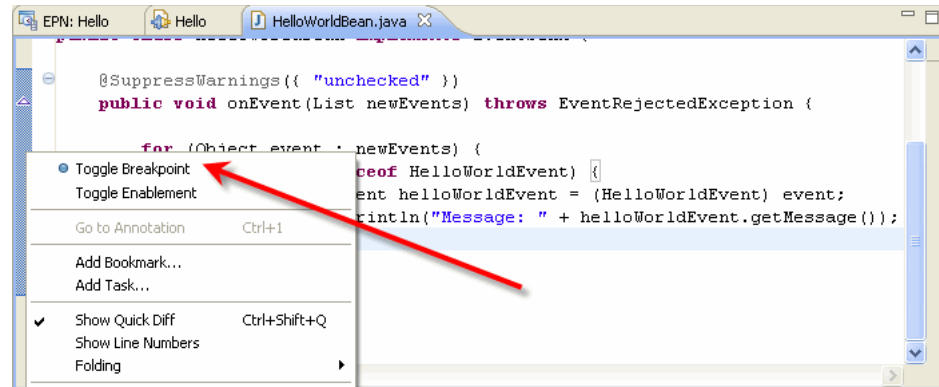 EPN: Hello
Hello
HelloWorldBean.java
@SuppressWarnings({ "unchecked" })
public void onEvent(List newEvents) throws EventRejectedException {
for (Object event : newEvents) {
ceof HelloWorldEvent) {
ent helloWorldEvent = (HelloWorldEvent) event;
rintln("Message: " + helloWorldEvent.getMessage());
Toggle Breakpoint
Toggle Enablement
Go to Annotation Ctrl+1
Add Bookmark...
Add Task...
Show Quick Diff Ctrl+Shift+Q
Show Line Numbers
Folding